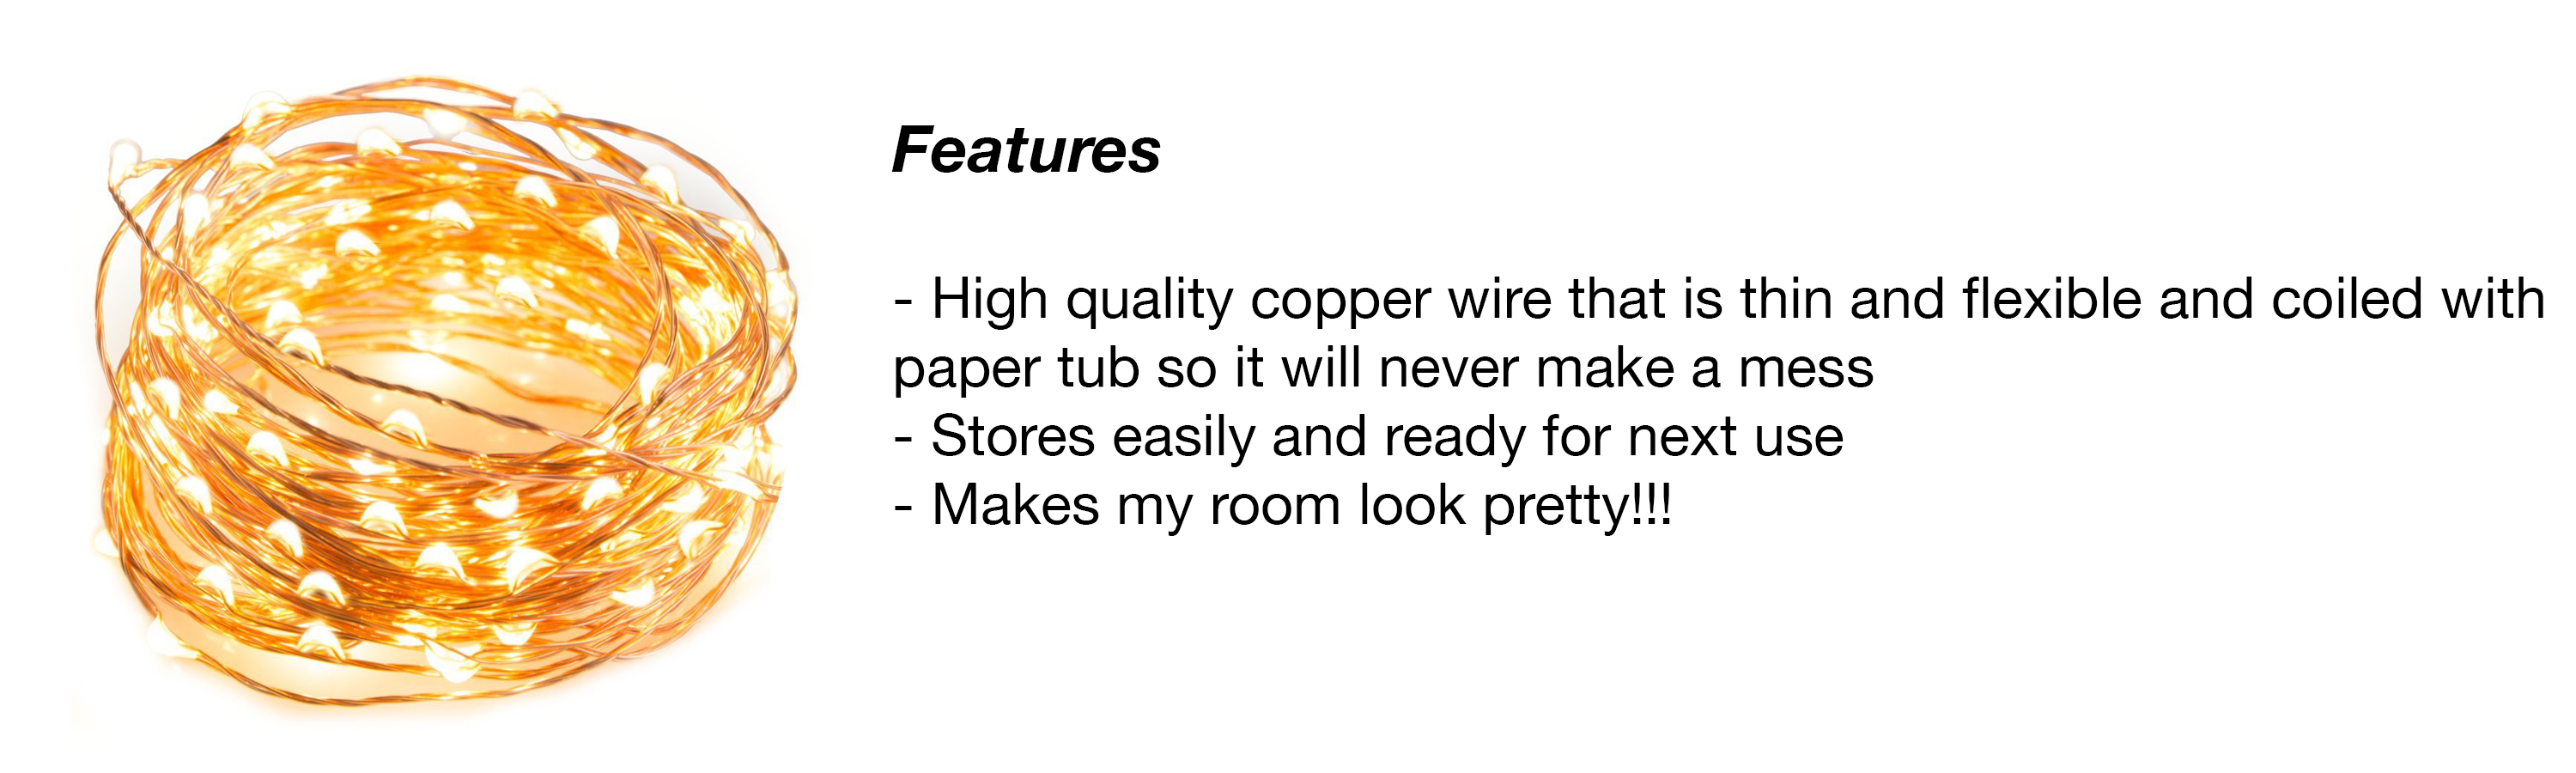 Features
- High quality copper wire that is thin and flexible and coiled with
paper tub so it will never make a mess
- Stores easily and ready for next use
- Makes my room look pretty!!!